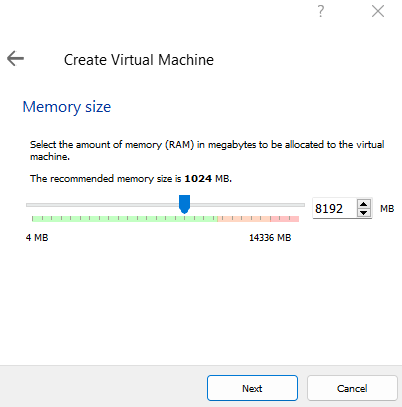 ?
Create Virtual Machine
Memory size
Select the amount of memory (RAM) in megabytes to be allocated to the virtual
machine.
The recommended memory size is 1024 MB.
8192 MB
4 MB 14336 MB
Next Cancel